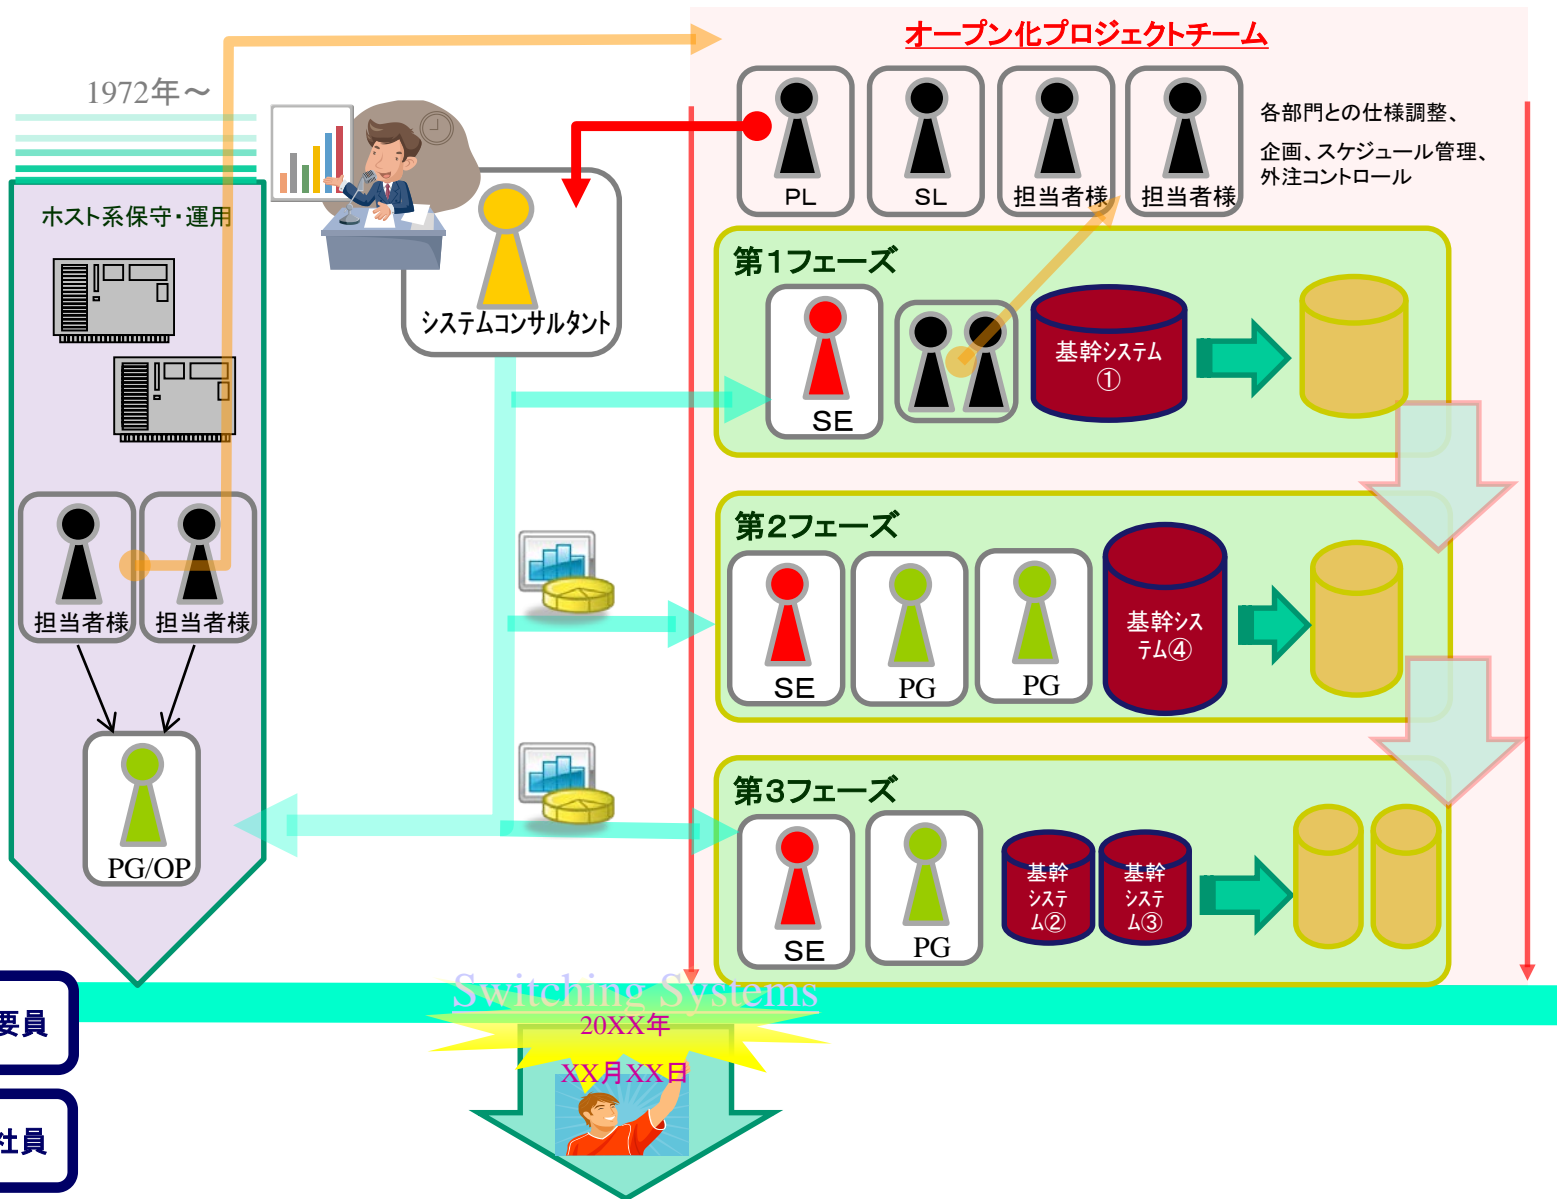 オープン化プロジェクトチーム
1972年～
PL
SL
担当者様
担当者様
各部門との仕様調整、
企画、スケジュール管理、
外注コントロール
ホスト系保守・運用
システムコンサルタント
第１フェーズ
SE
基幹システム
①
第２フェーズ
SE
PG
PG
基幹シス
テム④
担当者様
担当者様
PG/OP
第３フェーズ
SE
PG
基幹
システ
ム②
基幹
システ
ム③
Switching Systems
20XX年
XX月XX日
要員
社員